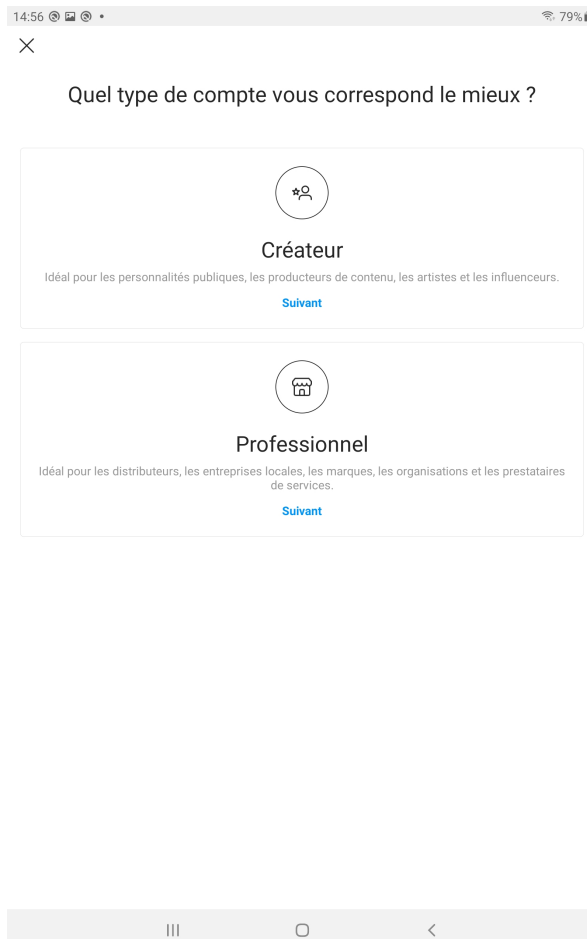 14:56
79%
Quel type de compte vous correspond le mieux ?
Créateur
Idéal pour les personnalités publiques, les producteurs de contenu, les artistes et les influenceurs.
Suivant
Professionnel
Idéal pour les distributeurs, les entreprises locales, les marques, les organisations et les prestataires
de services.
Suivant